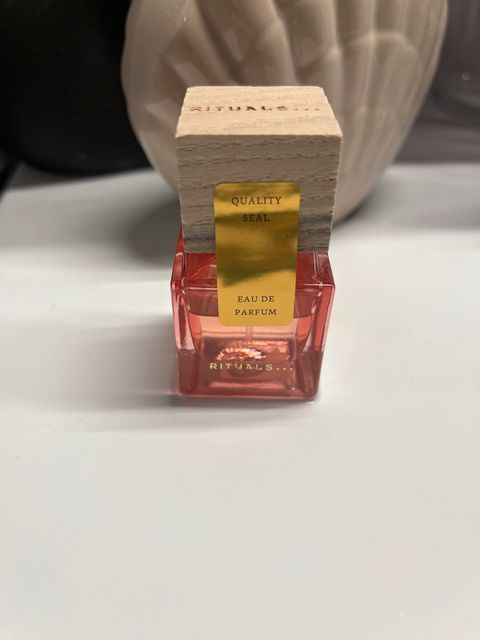 RITUALS...
QUALITY
SEAL
EAU DE
PARFUM
RITUALS...